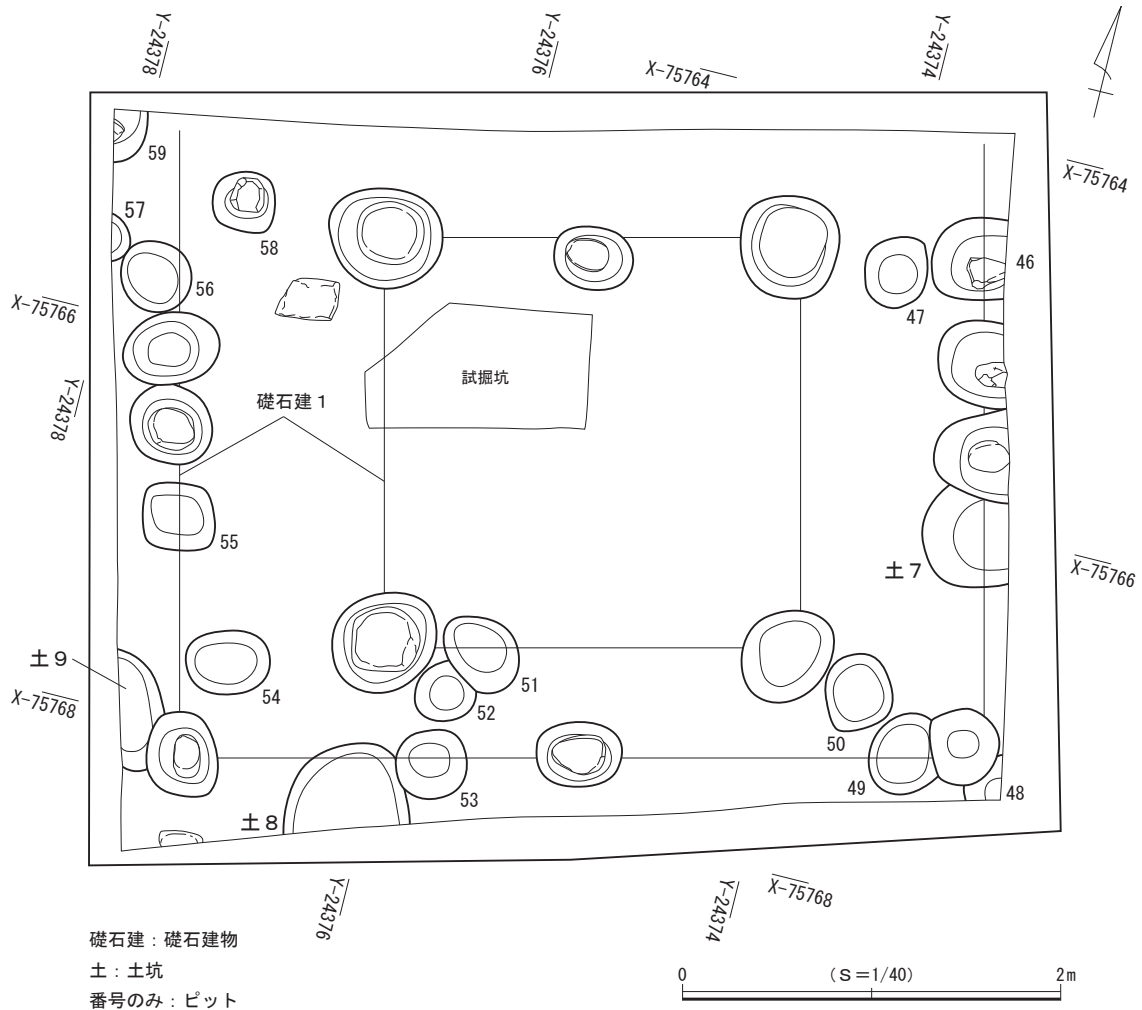 Y-24378
Y-24376
Y-24374
X-75764
X-75764
59
57
58
56
46
47
X-75766
試掘坑
Y-24378
礎石建1
55
土7
X-75766
土9
54
51
52
X-75768
50
53
49
48
土8
Y-24376
Y-24374
X-75768
礎石建：礎石建物
土：土坑
番号のみ：ピット
0 （S＝1/40） 2m